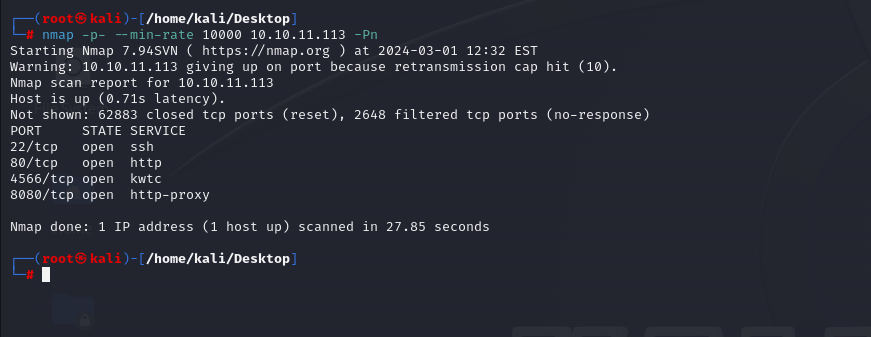 ┌──(root㉿kali)-[/home/kali/Desktop]
└─# nmap -p- --min-rate 10000 10.10.11.113 -Pn
Starting Nmap 7.94SVN ( https://nmap.org ) at 2024-03-01 12:32 EST
Warning: 10.10.11.113 giving up on port because retransmission cap hit (10).
Nmap scan report for 10.10.11.113
Host is up (0.71s latency).
Not shown: 62883 closed tcp ports (reset), 2648 filtered tcp ports (no-response)
PORT     STATE SERVICE
22/tcp   open  ssh
80/tcp   open  http
4566/tcp open  kwtc
8080/tcp open  http-proxy
Nmap done: 1 IP address (1 host up) scanned in 27.85 seconds
┌──(root㉿kali)-[/home/kali/Desktop]
└─#